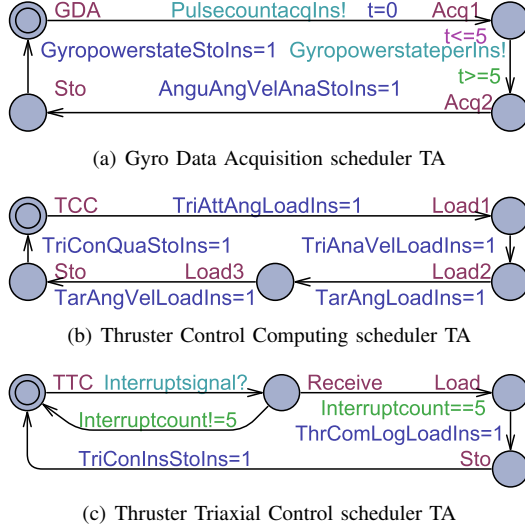 GDA PulsecountacqIns! t=0 Acq1
t<=5
GyropowerstateStoIns=1 GyropowerstateperIns!
t>=5
Sto AnguAngVelAnaStoIns=1
Acq2
(a) Gyro Data Acquisition scheduler TA
TCC TriAttAngLoadIns=1 Load1
TriConQuaStoIns=1 TriAnaVelLoadIns=1
Sto Load3 Load2
TarAngVelLoadIns=1 TarAngLoadIns=1
(b) Thruster Control Computing scheduler TA
TTC Interruptsignal? Receive Load
Interruptcount!=5 Interruptcount==5
ThrComLogLoadIns=1
TriConInsStoIns=1 Sto
(c) Thruster Triaxial Control scheduler TA